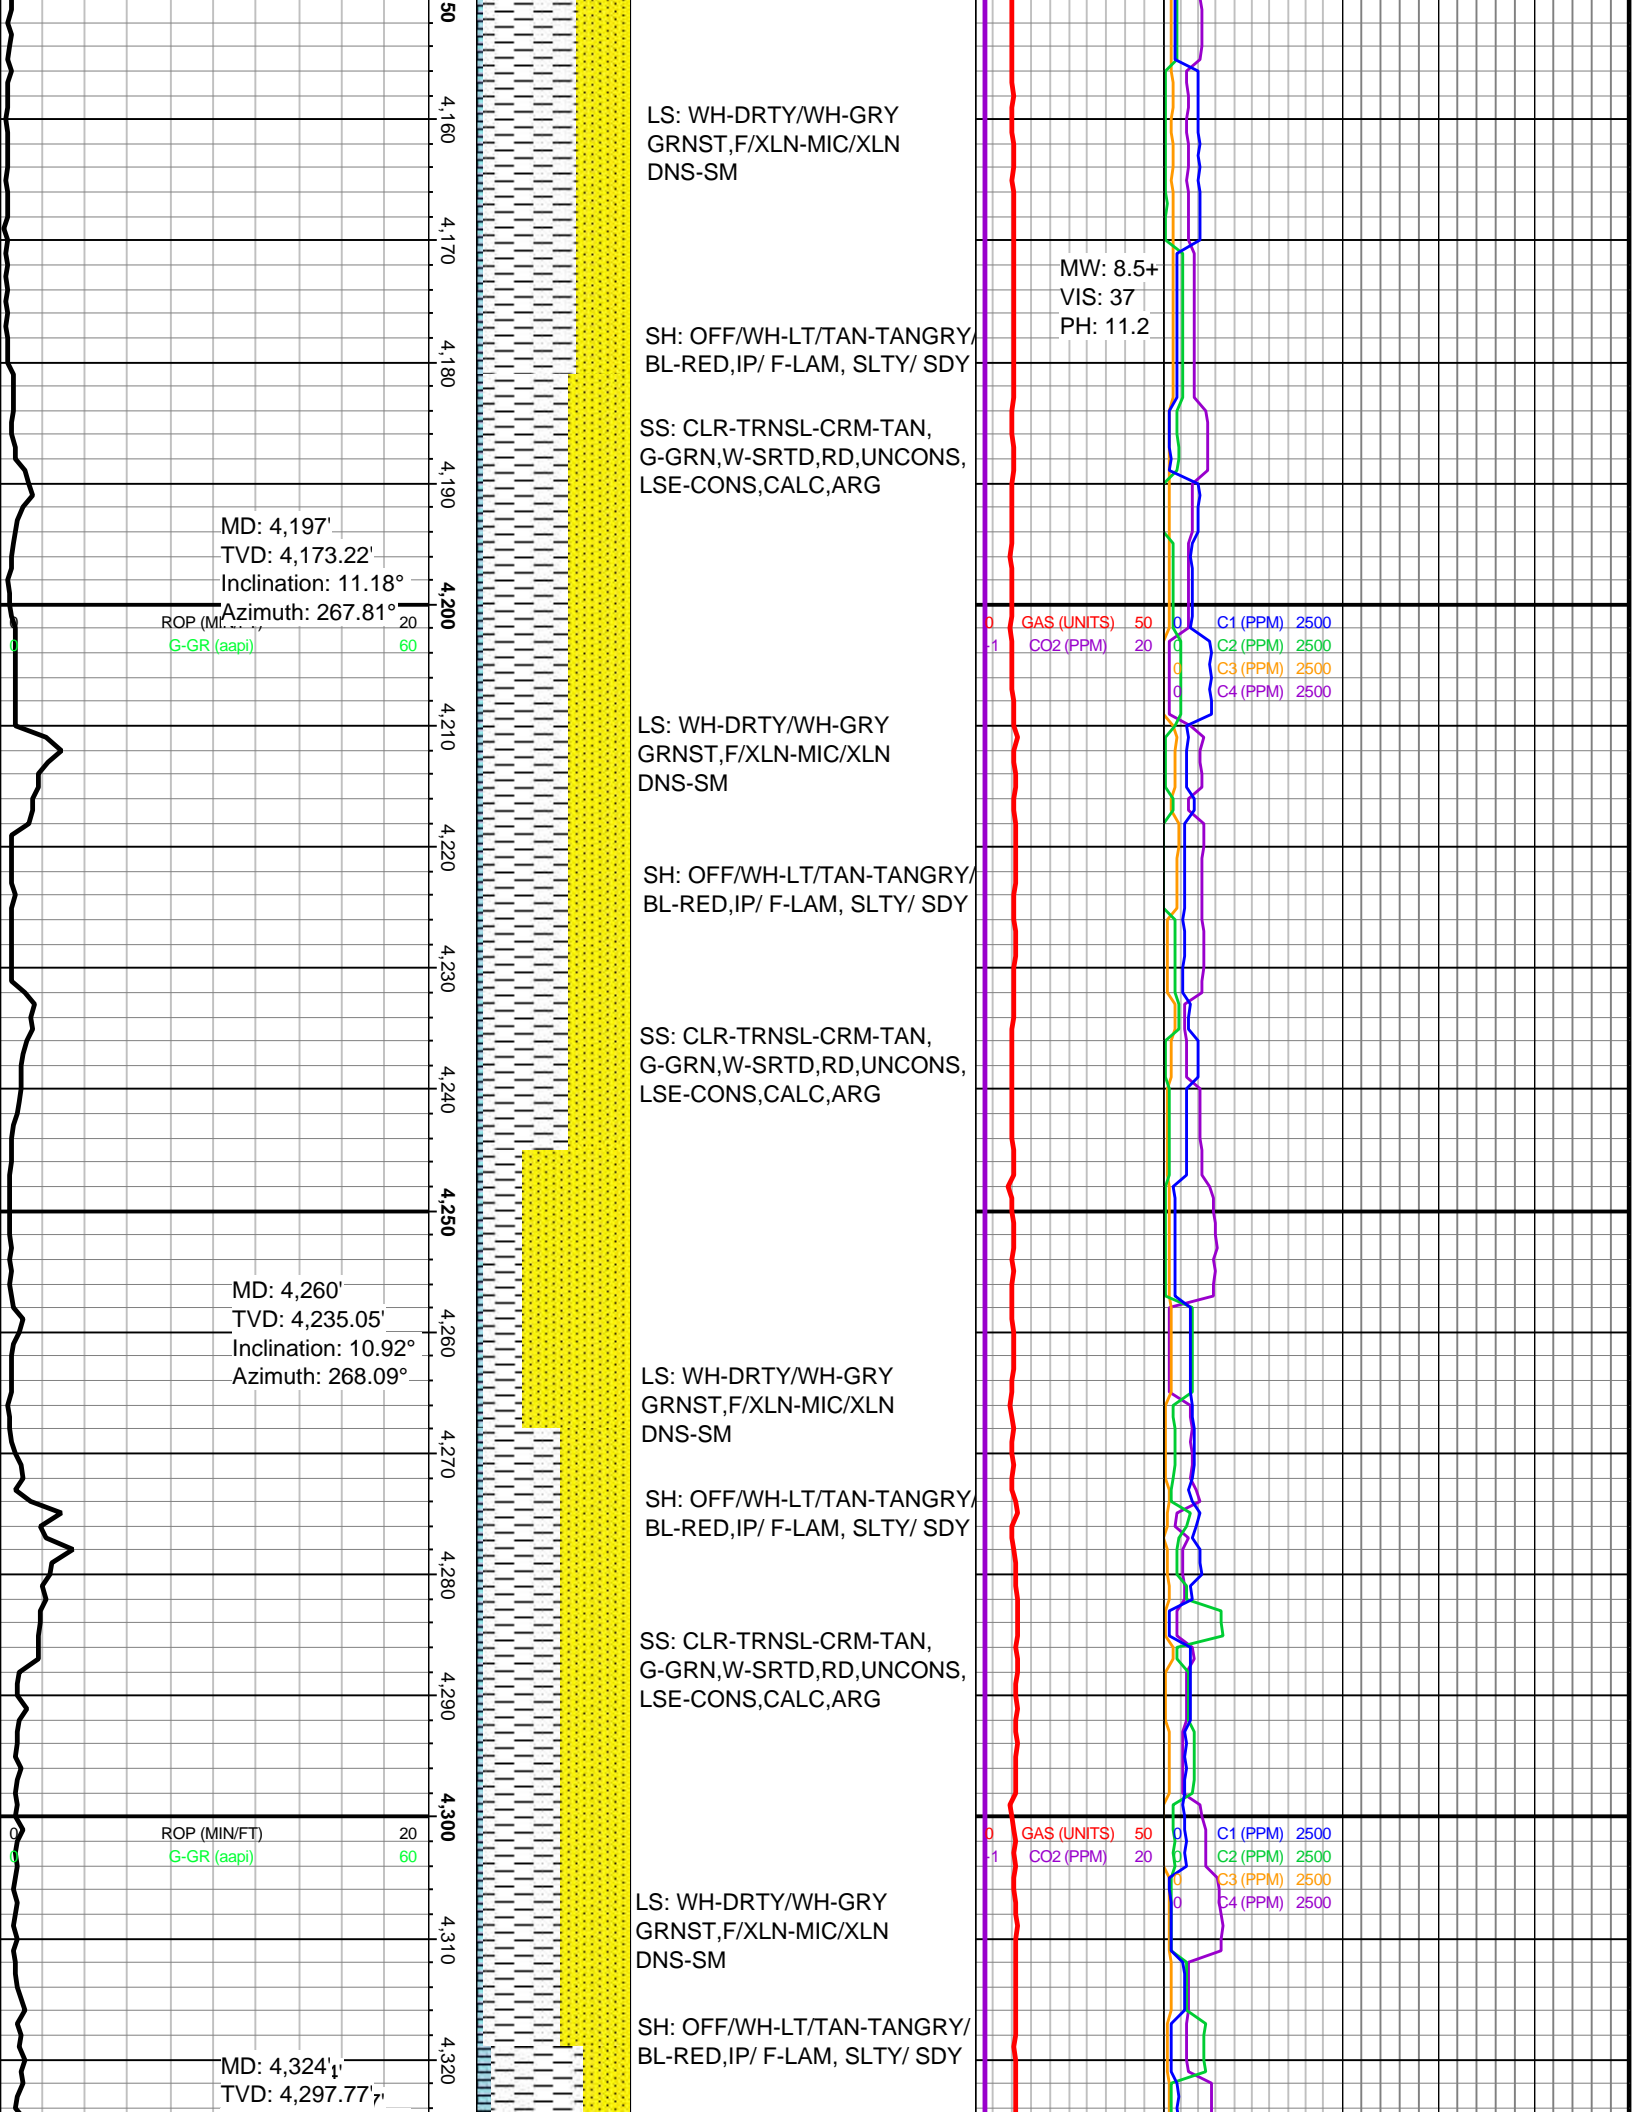 50
4,160
LS: WH-DRTY/WH-GRY
GRNST,F/XLN-MIC/XLN
DNS-SM
4,170
MW: 8.5+
VIS: 37
PH: 11.2
SH: OFF/WH-LT/TAN-TANGRY/
BL-RED,IP/ F-LAM, SLTY/ SDY
4,180
SS: CLR-TRNSL-CRM-TAN,
G-GRN,W-SRTD,RD,UNCONS,
LSE-CONS,CALC,ARG
4,190
MD: 4,197'
TVD: 4,173.22'
Inclination: 11.18°
Azimuth: 267.81°
4,200
0 ROP (MIN/FT) 20
0 G-GR (aapi) 60
0 GAS (UNITS) 50
-1 CO2 (PPM) 20
0 C1 (PPM) 2500
0 C2 (PPM) 2500
0 C3 (PPM) 2500
0 C4 (PPM) 2500
4,210
LS: WH-DRTY/WH-GRY
GRNST,F/XLN-MIC/XLN
DNS-SM
4,220
SH: OFF/WH-LT/TAN-TANGRY/
BL-RED,IP/ F-LAM, SLTY/ SDY
4,230
SS: CLR-TRNSL-CRM-TAN,
G-GRN,W-SRTD,RD,UNCONS,
LSE-CONS,CALC,ARG
4,240
4,250
MD: 4,260'
TVD: 4,235.05'
Inclination: 10.92°
Azimuth: 268.09°
4,260
LS: WH-DRTY/WH-GRY
GRNST,F/XLN-MIC/XLN
DNS-SM
4,270
SH: OFF/WH-LT/TAN-TANGRY/
BL-RED,IP/ F-LAM, SLTY/ SDY
4,280
SS: CLR-TRNSL-CRM-TAN,
G-GRN,W-SRTD,RD,UNCONS,
LSE-CONS,CALC,ARG
4,290
4,300
0 ROP (MIN/FT) 20
0 G-GR (aapi) 60
0 GAS (UNITS) 50
-1 CO2 (PPM) 20
0 C1 (PPM) 2500
0 C2 (PPM) 2500
0 C3 (PPM) 2500
0 C4 (PPM) 2500
LS: WH-DRTY/WH-GRY
GRNST,F/XLN-MIC/XLN
DNS-SM
4,310
SH: OFF/WH-LT/TAN-TANGRY/
BL-RED,IP/ F-LAM, SLTY/ SDY
4,320
MD: 4,324'
TVD: 4,297.77'